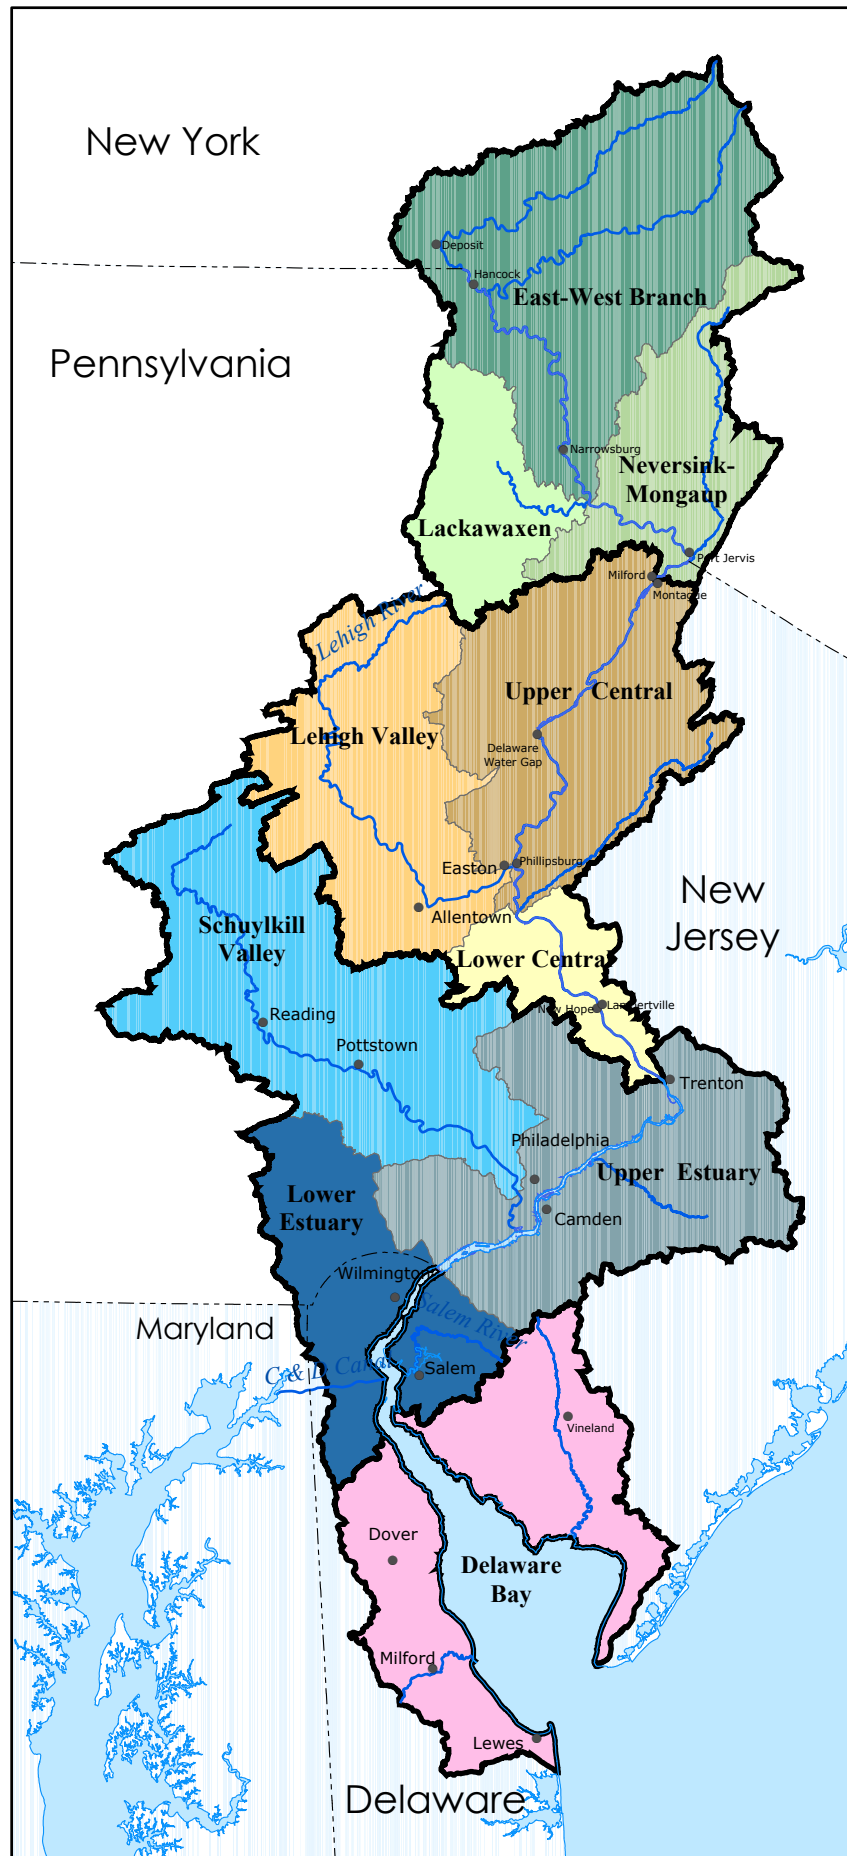 New York
Deposit
Hancock
East-West Branch
Pennsylvania
Narrowsburg
Neversink-
Mongaup
Lackawaxen
Port Jervis
Milford
Montague
Lehigh River
Upper Central
Lehigh Valley
Delaware
Water Gap
Easton
Phillipsburg
New
Jersey
Allentown
Schuylkill
Valley
Lower Central
Lambertville
New Hope
Reading
Pottstown
Trenton
Philadelphia
Upper Estuary
Lower
Estuary
Camden
Wilmington
Salem River
Maryland
C & D Canal
Salem
Vineland
Dover
Delaware
Bay
Milford
Lewes
Delaware